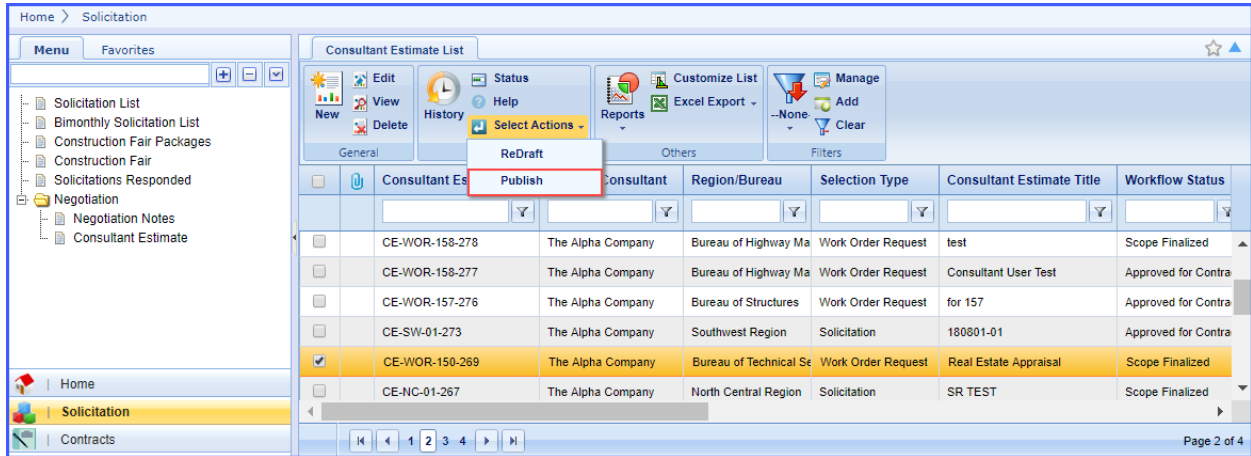 Home > Solicitation
Menu Favorites
Solicitation List
Bimonthly Solicitation List
Construction Fair Packages
Construction Fair
Solicitations Responded
Negotiation
Negotiation Notes
Consultant Estimate
Home
Solicitation
Contracts
Consultant Estimate List
New
Edit
View
Delete
General
History
Status
Help
Select Actions
ReDraft
Publish
Reports
Customize List
Excel Export
Others
--None-
Manage
Add
Clear
Filters
Consultant Es Consultant Region/Bureau Selection Type Consultant Estimate Title Workflow Status
CE-WOR-158-278 The Alpha Company Bureau of Highway Ma Work Order Request test Scope Finalized
CE-WOR-158-277 The Alpha Company Bureau of Highway Ma Work Order Request Consultant User Test Approved for Contra
CE-WOR-157-276 The Alpha Company Bureau of Structures Work Order Request for 157 Approved for Contra
CE-SW-01-273 The Alpha Company Southwest Region Solicitation 180801-01 Approved for Contra
CE-WOR-150-269 The Alpha Company Bureau of Technical Se Work Order Request Real Estate Appraisal Scope Finalized
CE-NC-01-267 The Alpha Company North Central Region Solicitation SR TEST Scope Finalized
1 2 3 4 Page 2 of 4